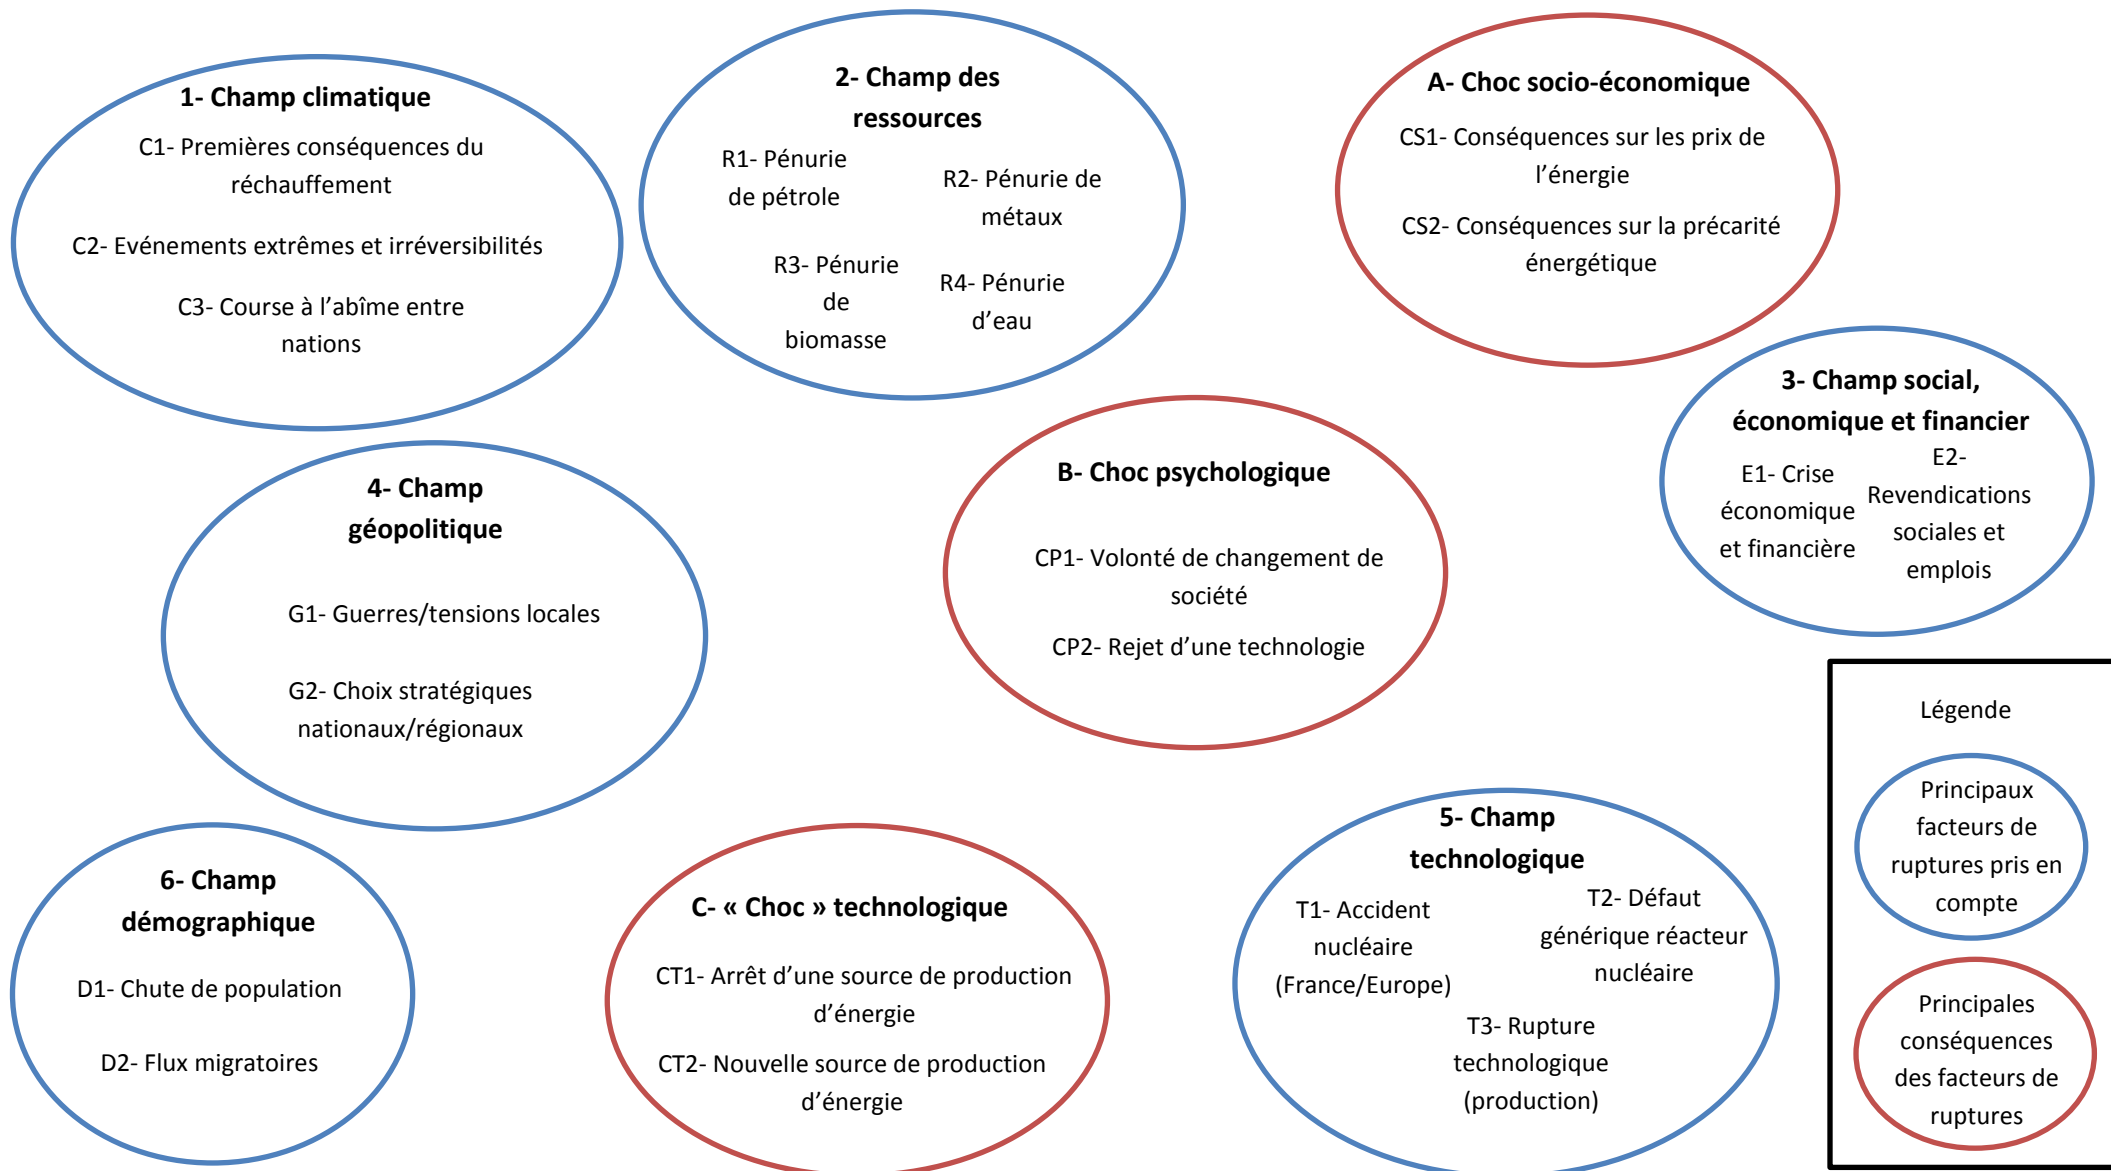 1- Champ climatique
C1- Premières conséquences du
réchauffement
C2- Evénements extrêmes et irréversibilités
C3- Course à l’abîme entre
nations
2- Champ des
ressources
R1- Pénurie
de pétrole
R2- Pénurie de
métaux
R3- Pénurie
de
biomasse
R4- Pénurie
d’eau
A- Choc socio-économique
CS1- Conséquences sur les prix de
l’énergie
CS2- Conséquences sur la précarité
énergétique
3- Champ social,
économique et financier
E1- Crise
économique
et financière
E2-
Revendications
sociales et
emplois
4- Champ
géopolitique
G1- Guerres/tensions locales
G2- Choix stratégiques
nationaux/régionaux
B- Choc psychologique
CP1- Volonté de changement de
société
CP2- Rejet d’une technologie
6- Champ
démographique
D1- Chute de population
D2- Flux migratoires
C- « Choc » technologique
CT1- Arrêt d’une source de production
d’énergie
CT2- Nouvelle source de production
d’énergie
5- Champ
technologique
T1- Accident
nucléaire
(France/Europe)
T2- Défaut
générique réacteur
nucléaire
T3- Rupture
technologique
(production)
Légende
Principaux
facteurs de
ruptures pris en
compte
Principales
conséquences
des facteurs de
ruptures